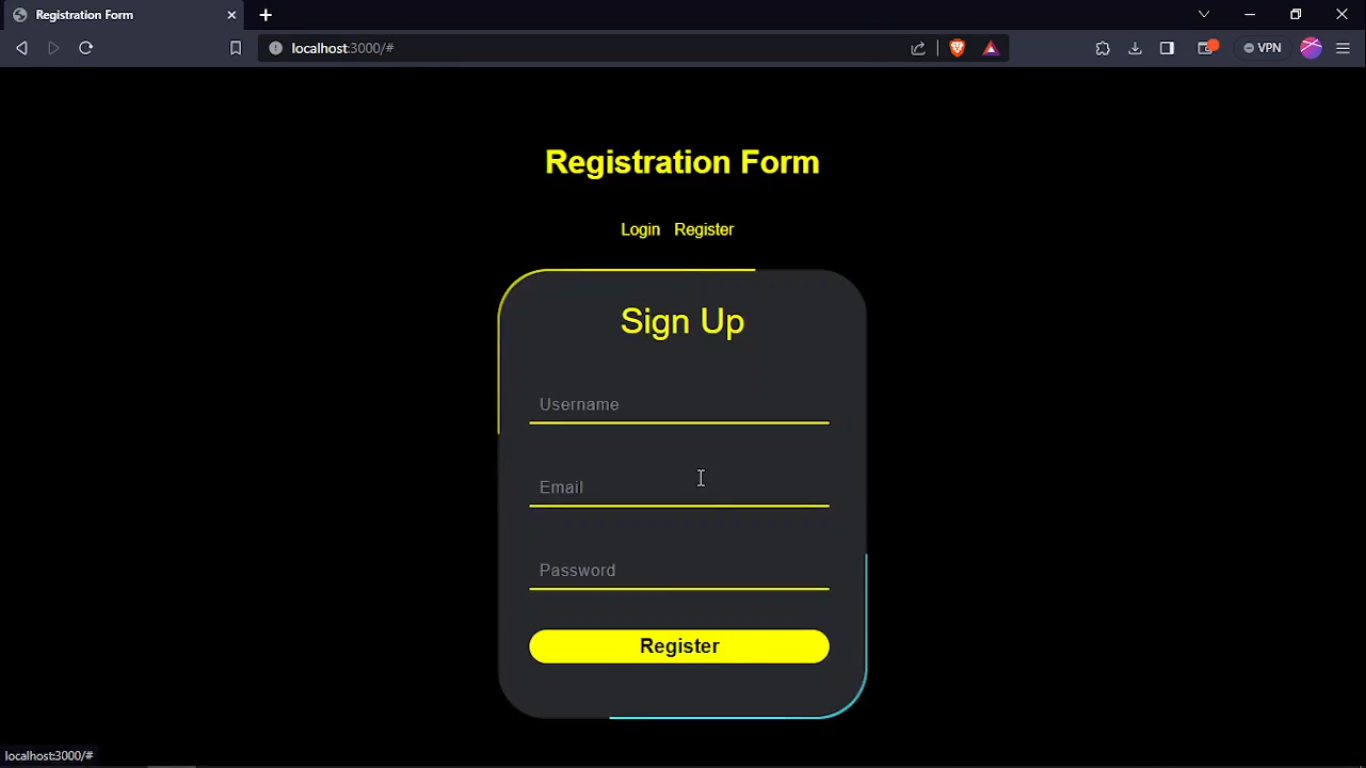 Registration Form
localhost:3000/#
VPN
Registration Form
Login Register
Sign Up
Username
Email
Password
Register
localhost:3000/#